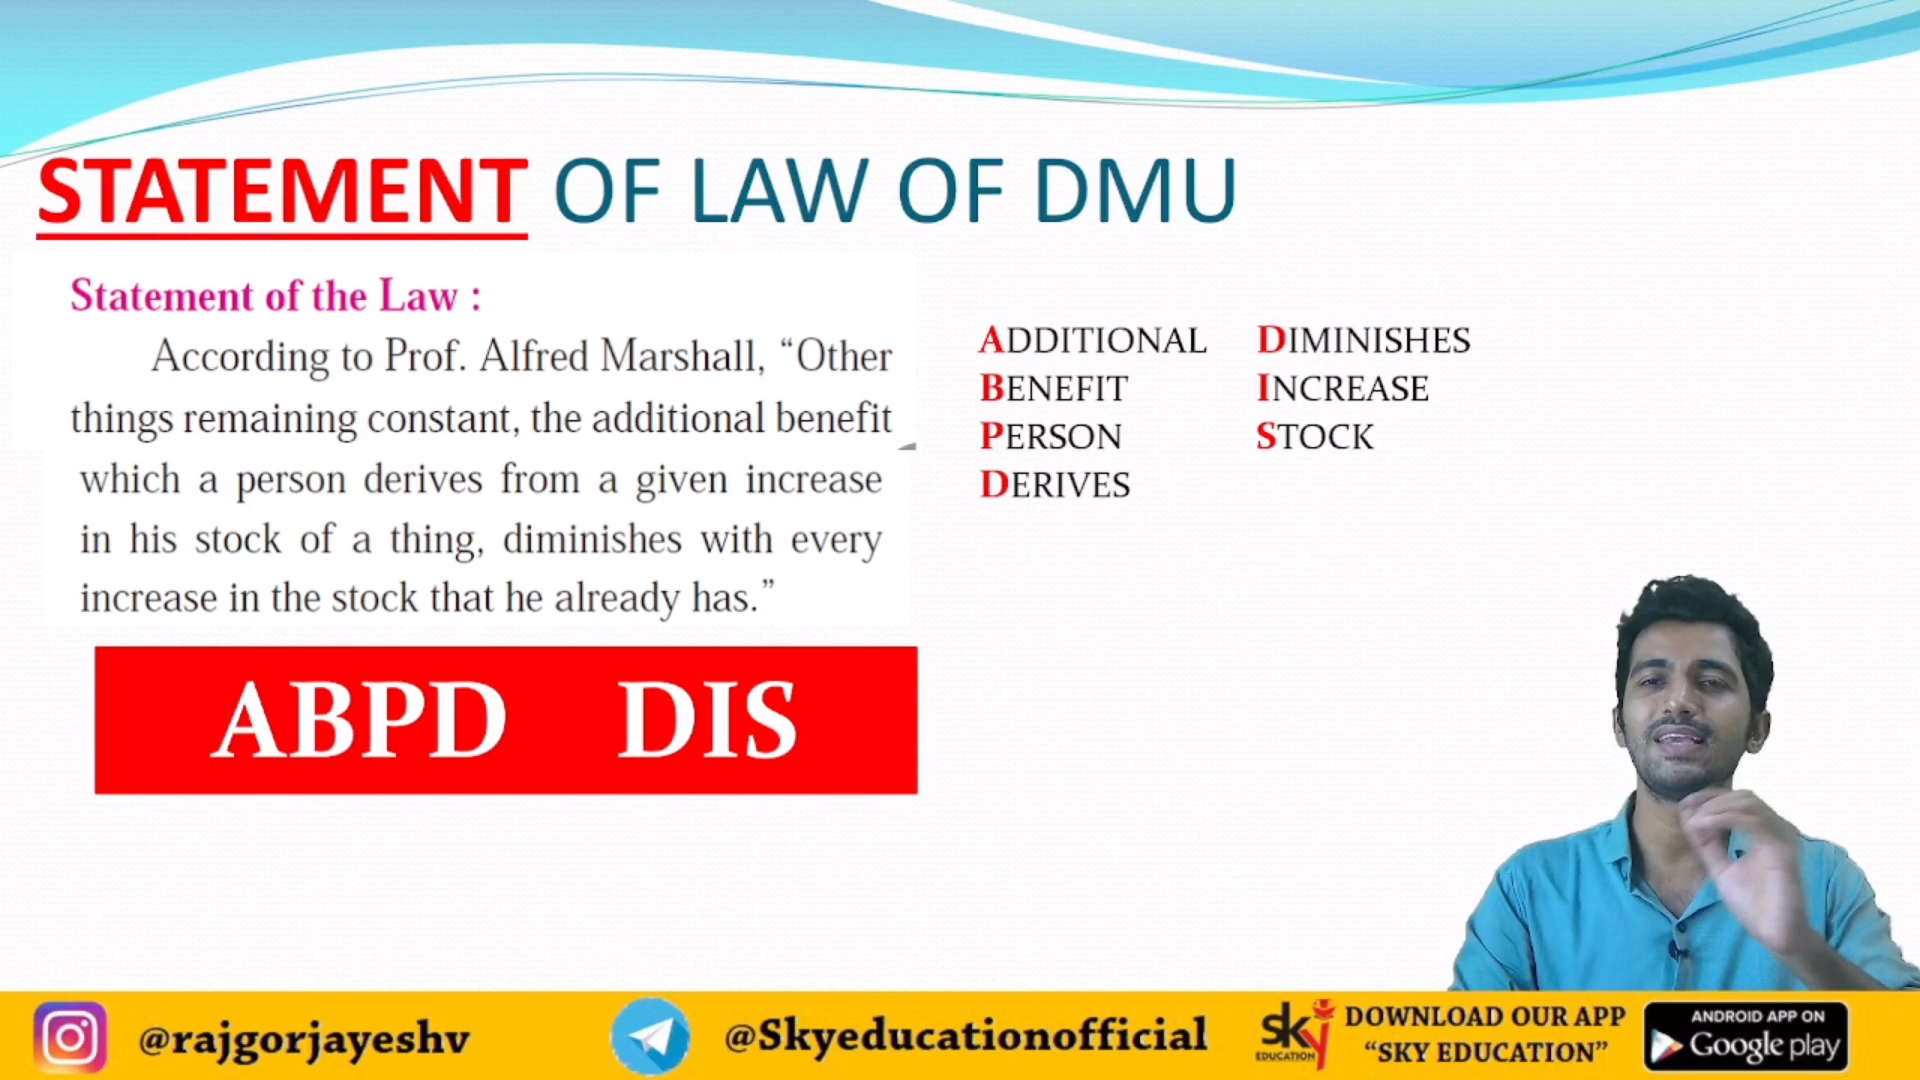 STATEMENT OF LAW OF DMU
Statement of the Law :
According to Prof. Alfred Marshall, “Other
things remaining constant, the additional benefit
which a person derives from a given increase
in his stock of a thing, diminishes with every
increase in the stock that he already has.”
ABPD DIS
ADDITIONAL
BENEFIT
PERSON
DERIVES
DIMINISHES
INCREASE
STOCK
@rajgorjayeshv
@Skyeducationofficial
sky
EDUCATION
DOWNLOAD OUR APP
“SKY EDUCATION”
ANDROID APP ON
Google play